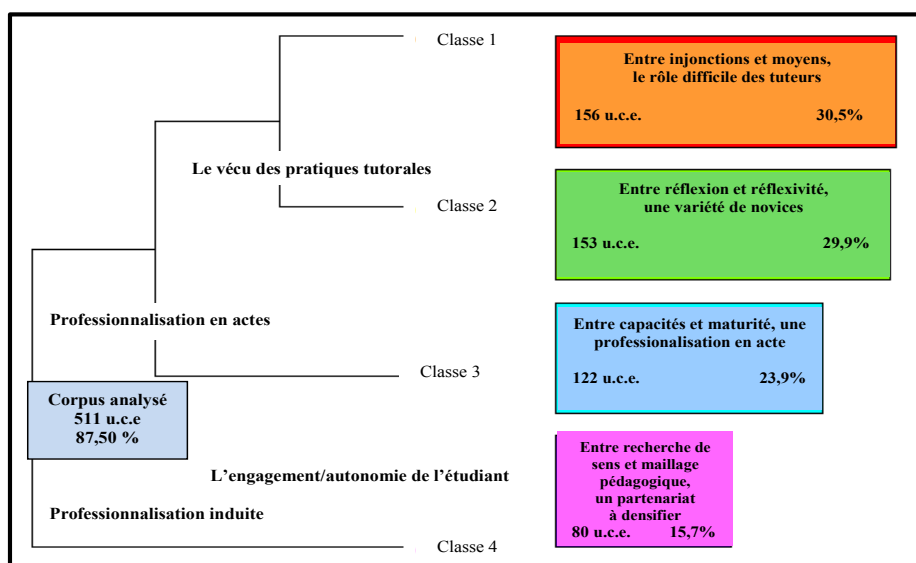 Classe 1
Entre injonctions et moyens,
le rôle difficile des tuteurs
156 u.c.e. 30,5%
Le vécu des pratiques tutorales
Classe 2
Entre réflexion et réflexivité,
une variété de novices
153 u.c.e. 29,9%
Professionnalisation en actes
Classe 3
Entre capacités et maturité, une
professionalisation en acte
122 u.c.e. 23,9%
Corpus analysé
511 u.c.e
87,50 %
L'engagement/autonomie de l'étudiant
Professionnalisation induite
Classe 4
Entre recherche de
sens et maillage
pédagogique,
un partenariat
à densifier
80 u.c.e. 15,7%